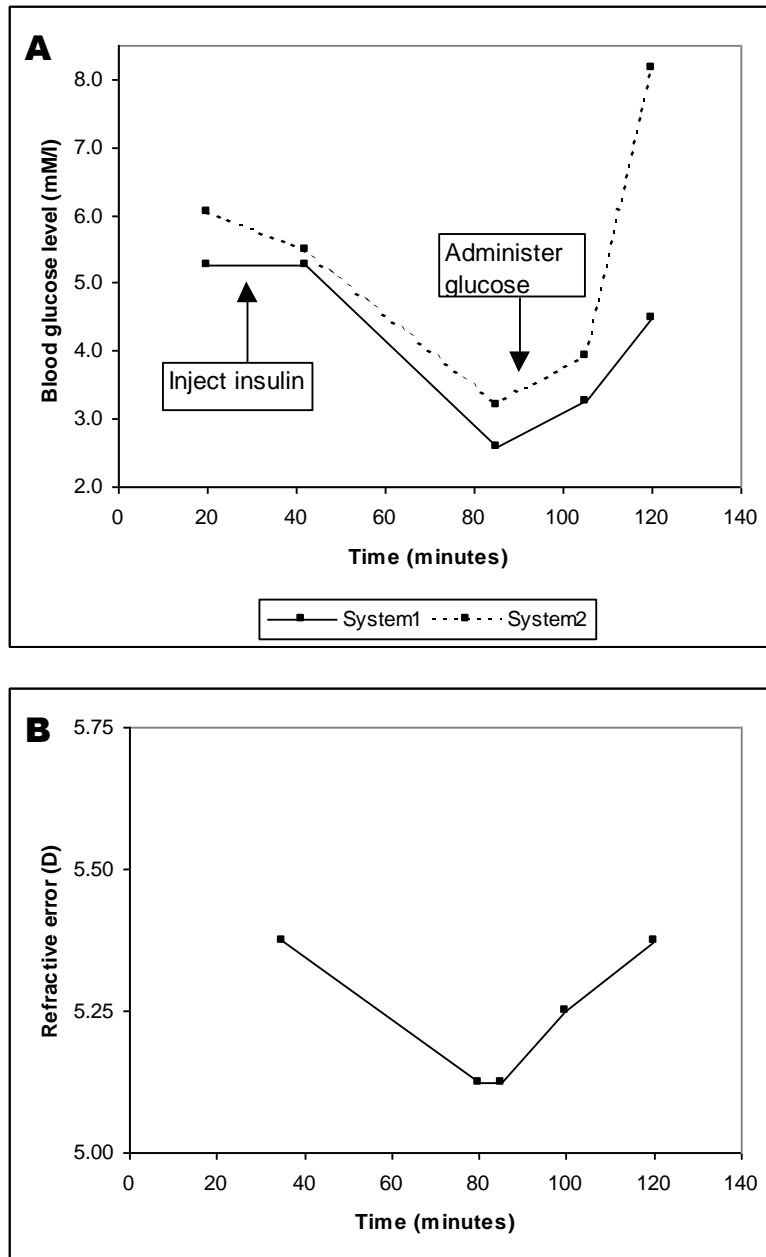 A
Blood glucose level (mM/l)
8.0
7.0
6.0
5.0
4.0
3.0
2.0
Administer
glucose
Inject insulin
0 20 40 60 80 100 120 140
Time (minutes)
System1 System2
B
Refractive error (D)
5.75
5.50
5.25
5.00
0 20 40 60 80 100 120 140
Time (minutes)